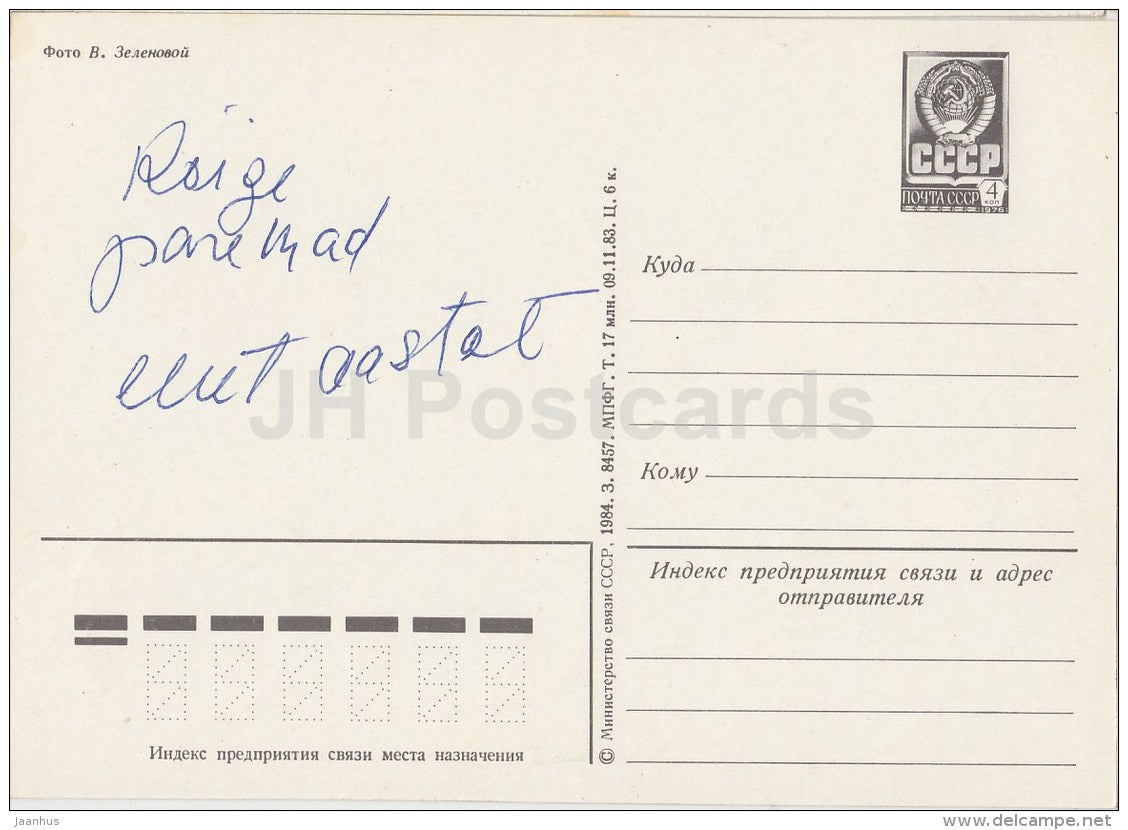 Фото В. Зеленовой
Kõige
paremad
uut aastat
СССР
ПОЧТА СССР 4
коп
1976
Куда
Кому
Индекс предприятия связи и адрес
отправителя
© Министерство связи СССР, 1984. З. 8457. МПФГ. Т. 17 млн. 09.11.83. Ц. 6 к.
Индекс предприятия связи места назначения
JH Postcards
Jaanhus
www.delcampe.net